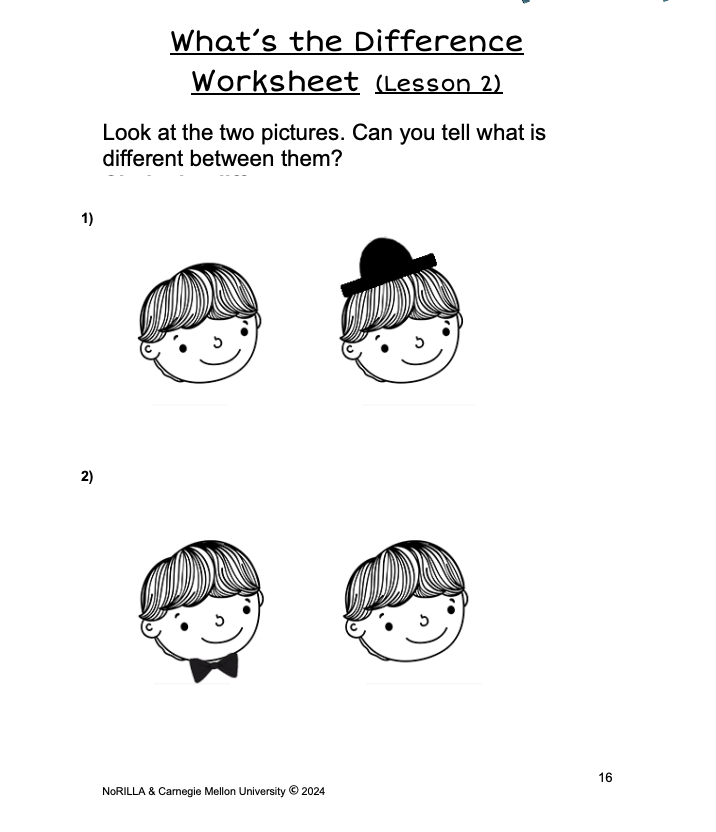 What's the Difference
Worksheet (Lesson 2)
Look at the two pictures. Can you tell what is
different between them?
1)
2)
16
NoRILLA & Carnegie Mellon University © 2024